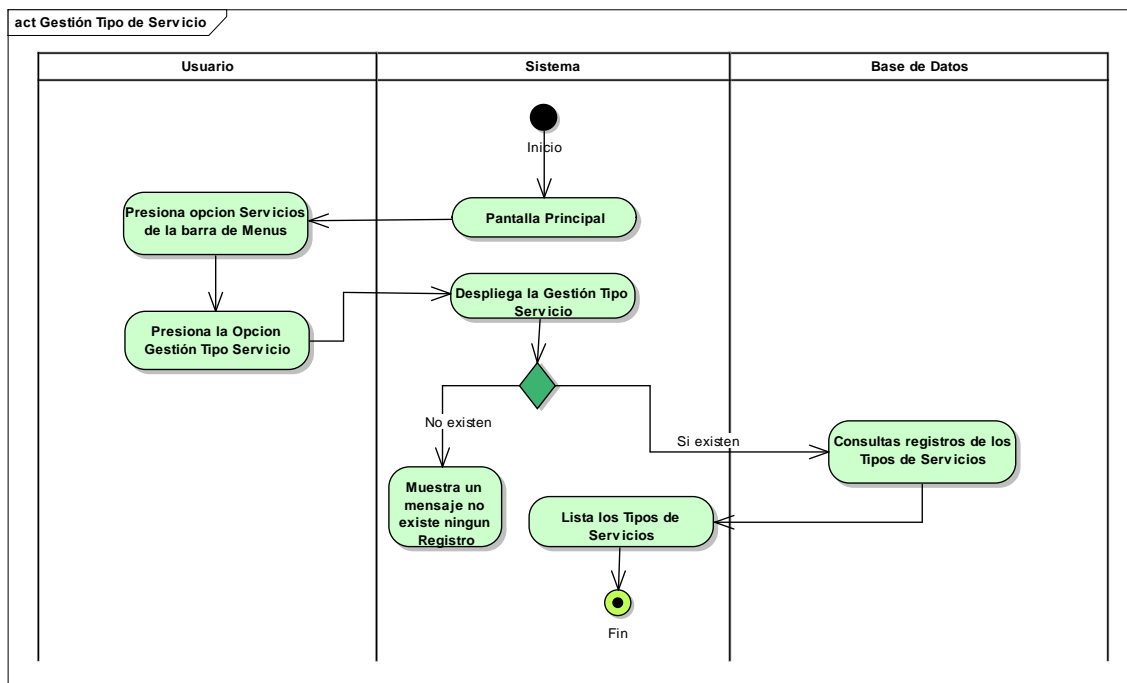 act Gestión Tipo de Servicio
Usuario
Sistema
Base de Datos
Inicio
Presiona opcion Servicios
de la barra de Menus
Pantalla Principal
Despliega la Gestión Tipo
Servicio
Presiona la Opcion
Gestión Tipo Servicio
No existen
Si existen
Consultas registros de los
Tipos de Servicios
Muestra un
mensaje no
existe ningun
Registro
Lista los Tipos de
Servicios
Fin